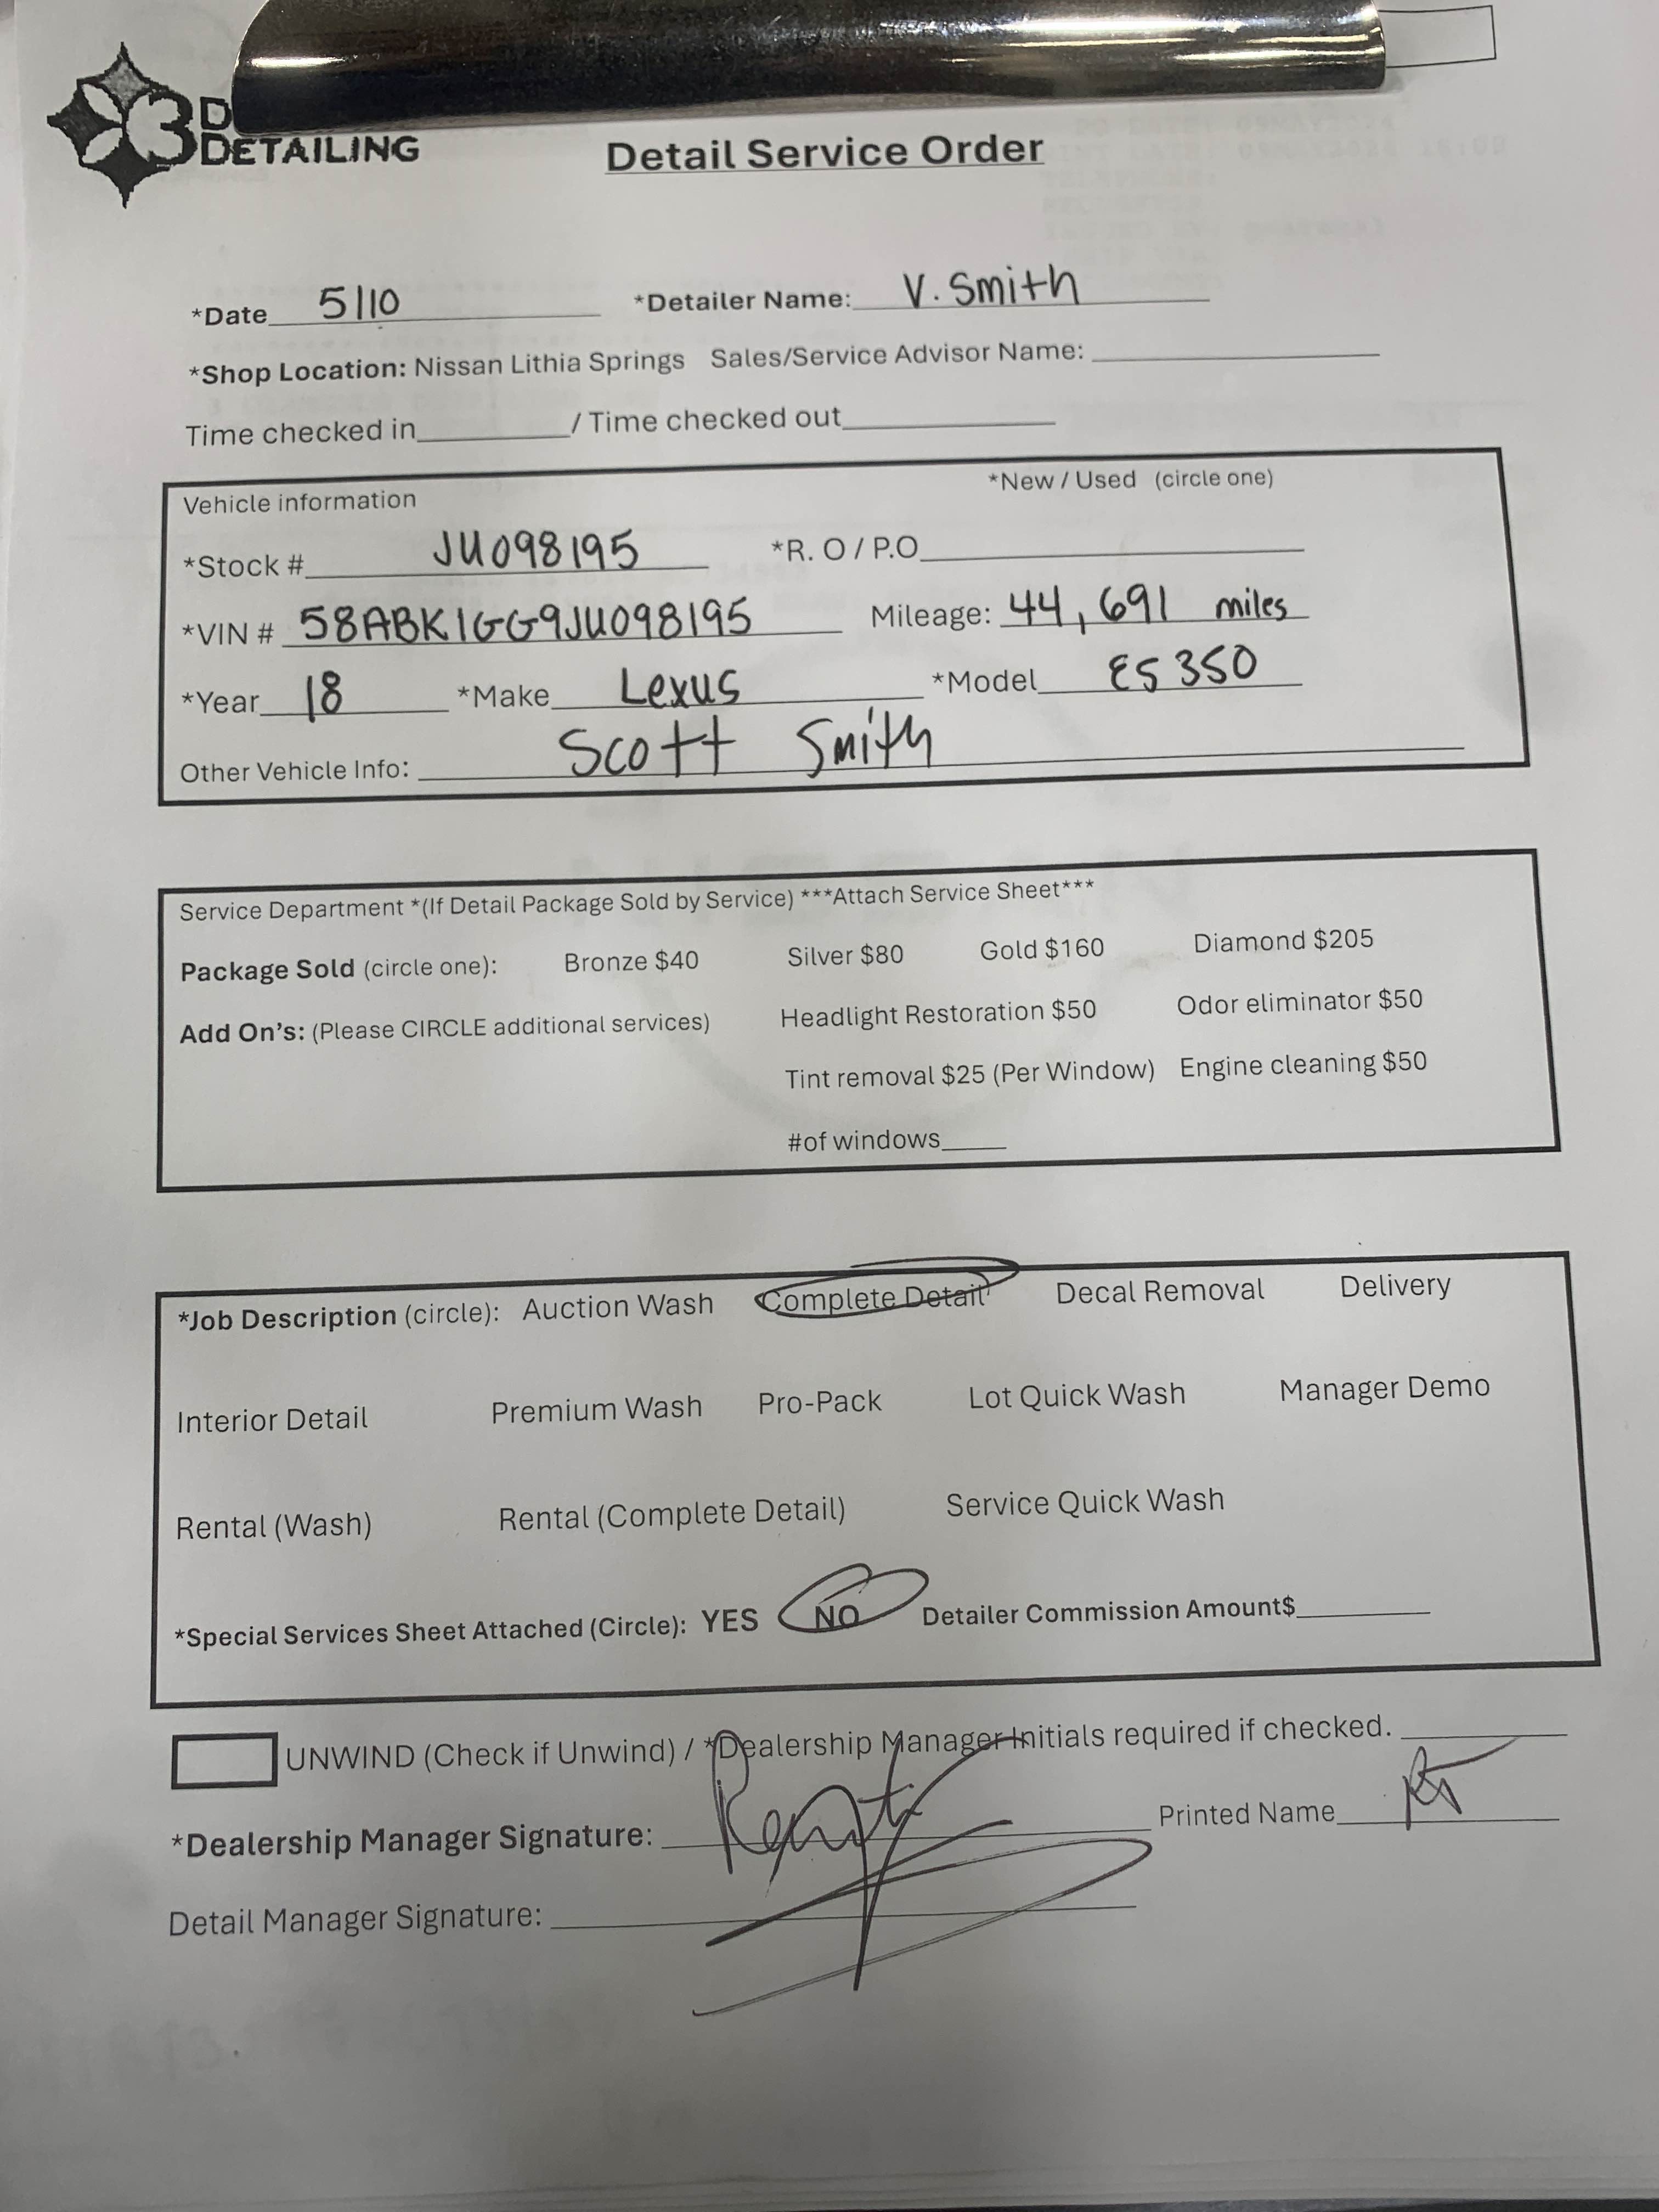 3D
DETAILING
Detail Service Order
*Date 5/10 *Detailer Name: V. Smith
*Shop Location: Nissan Lithia Springs Sales/Service Advisor Name:
Time checked in / Time checked out
*New / Used (circle one)
Vehicle information
*Stock # JU098195 *R. O / P.O
*VIN # 58ABK1GG9JU098195 Mileage: 44,691 miles
*Year 18 *Make Lexus *Model ES 350
Other Vehicle Info: Scott Smith
Service Department *(If Detail Package Sold by Service) ***Attach Service Sheet***
Package Sold (circle one): Bronze $40 Silver $80 Gold $160 Diamond $205
Add On's: (Please CIRCLE additional services) Headlight Restoration $50 Odor eliminator $50
Tint removal $25 (Per Window) Engine cleaning $50
#of windows
*Job Description (circle): Auction Wash Complete Detail Decal Removal Delivery
Interior Detail Premium Wash Pro-Pack Lot Quick Wash Manager Demo
Rental (Wash) Rental (Complete Detail) Service Quick Wash
*Special Services Sheet Attached (Circle): YES NO Detailer Commission Amount$
UNWIND (Check if Unwind) / *Dealership Manager Initials required if checked.
*Dealership Manager Signature: Printed Name
Detail Manager Signature: